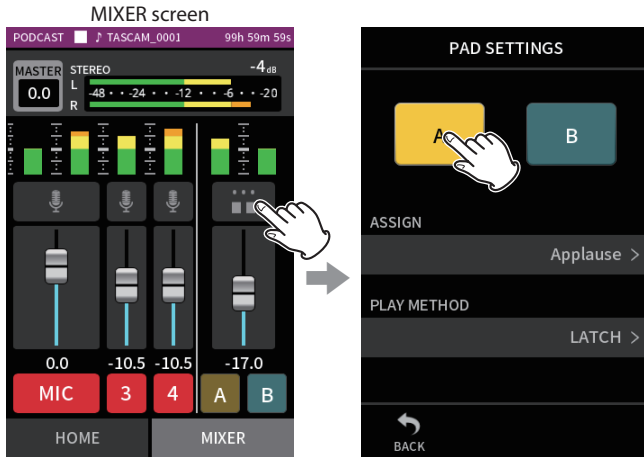 MIXER screen
PODCAST ♪ TASCAM_0001 99h 59m 59s
MASTER STEREO -4dB
0.0
L
-48 · · -24 · · -12 · · -6 · · -20
R
0.0 -10.5 -10.5 -17.0
MIC 3 4 A B
HOME MIXER
PAD SETTINGS
A B
ASSIGN
Applause >
PLAY METHOD
LATCH >
BACK